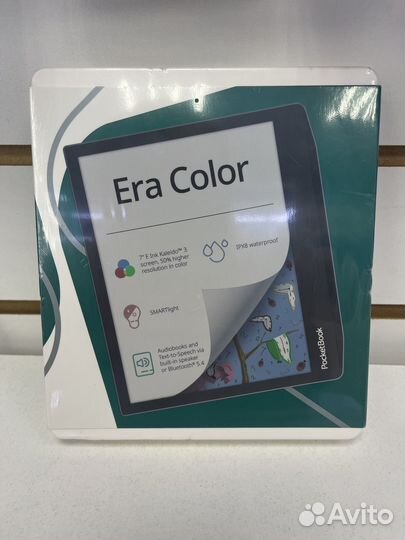 Era Color
7" E Ink Kaleido™ 3
screen, 50% higher
resolution in color
IPX8 waterproof
SMARTlight
Audiobooks and
Text-to-Speech via
built-in speaker
or Bluetooth® 5.4
PocketBook
Avito